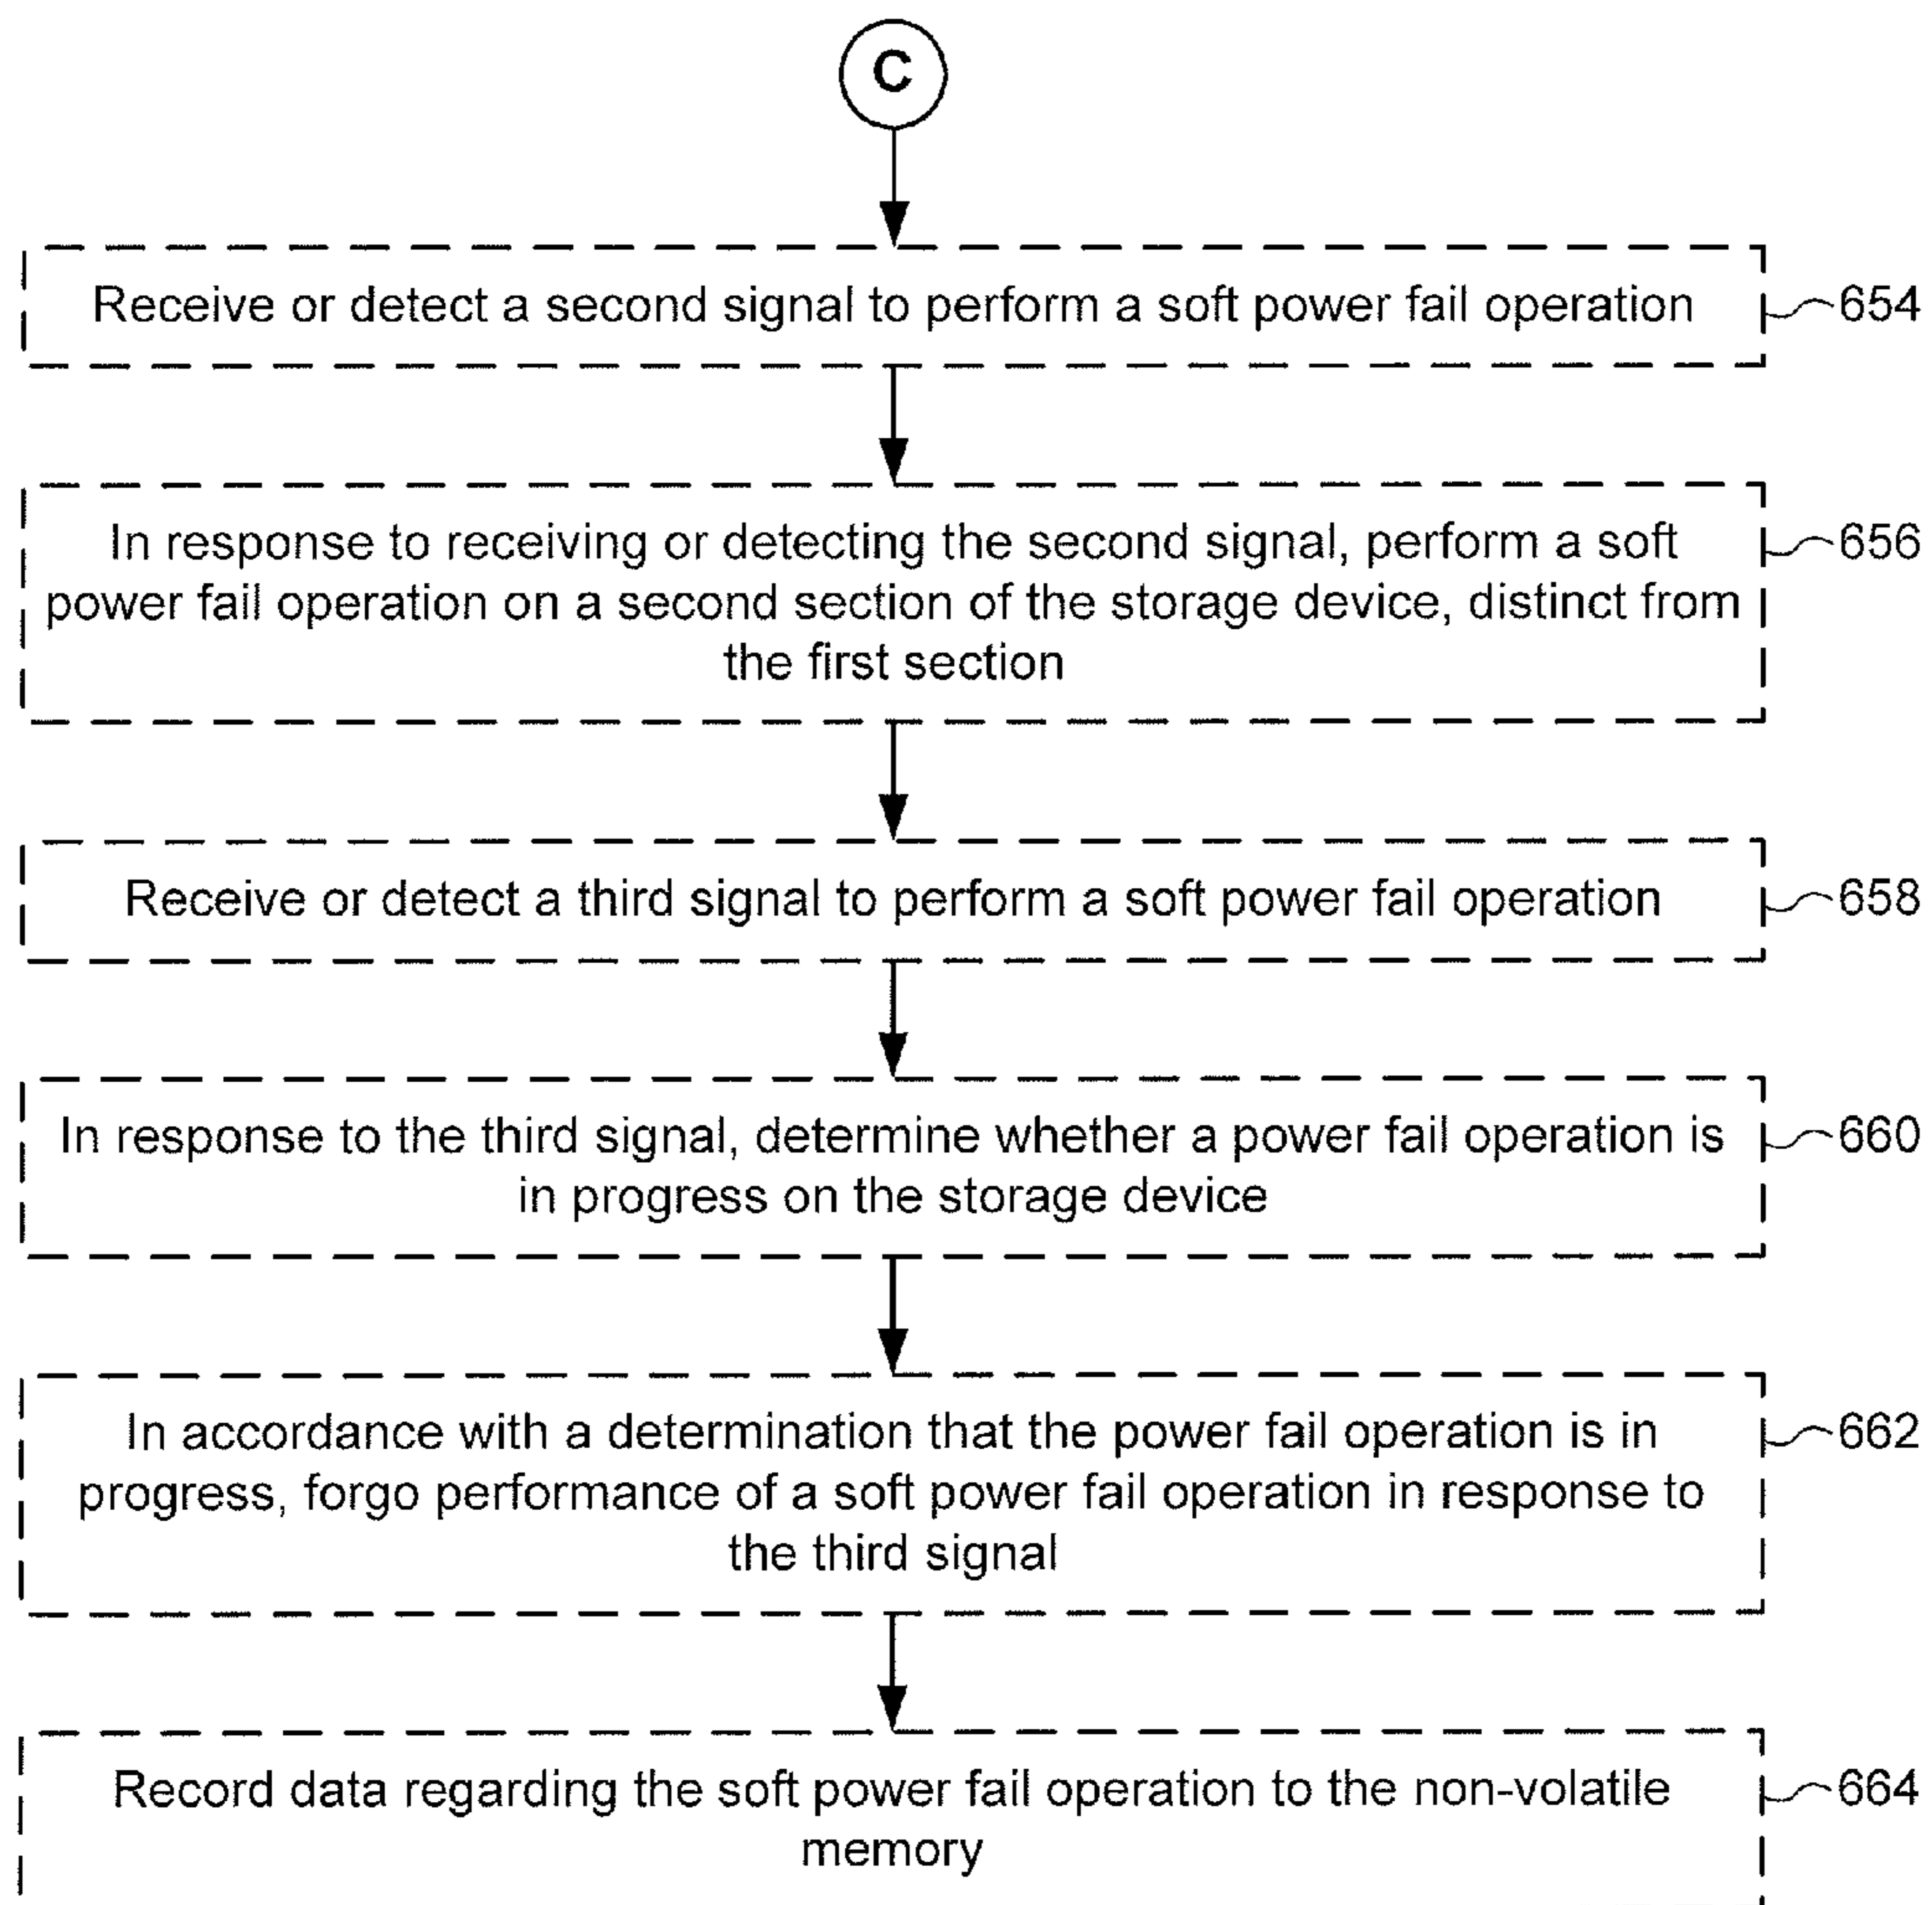 C
Receive or detect a second signal to perform a soft power fail operation
654
In response to receiving or detecting the second signal, perform a soft
power fail operation on a second section of the storage device, distinct from
the first section
656
Receive or detect a third signal to perform a soft power fail operation
658
In response to the third signal, determine whether a power fail operation is
in progress on the storage device
660
In accordance with a determination that the power fail operation is in
progress, forgo performance of a soft power fail operation in response to
the third signal
662
Record data regarding the soft power fail operation to the non-volatile
memory
664